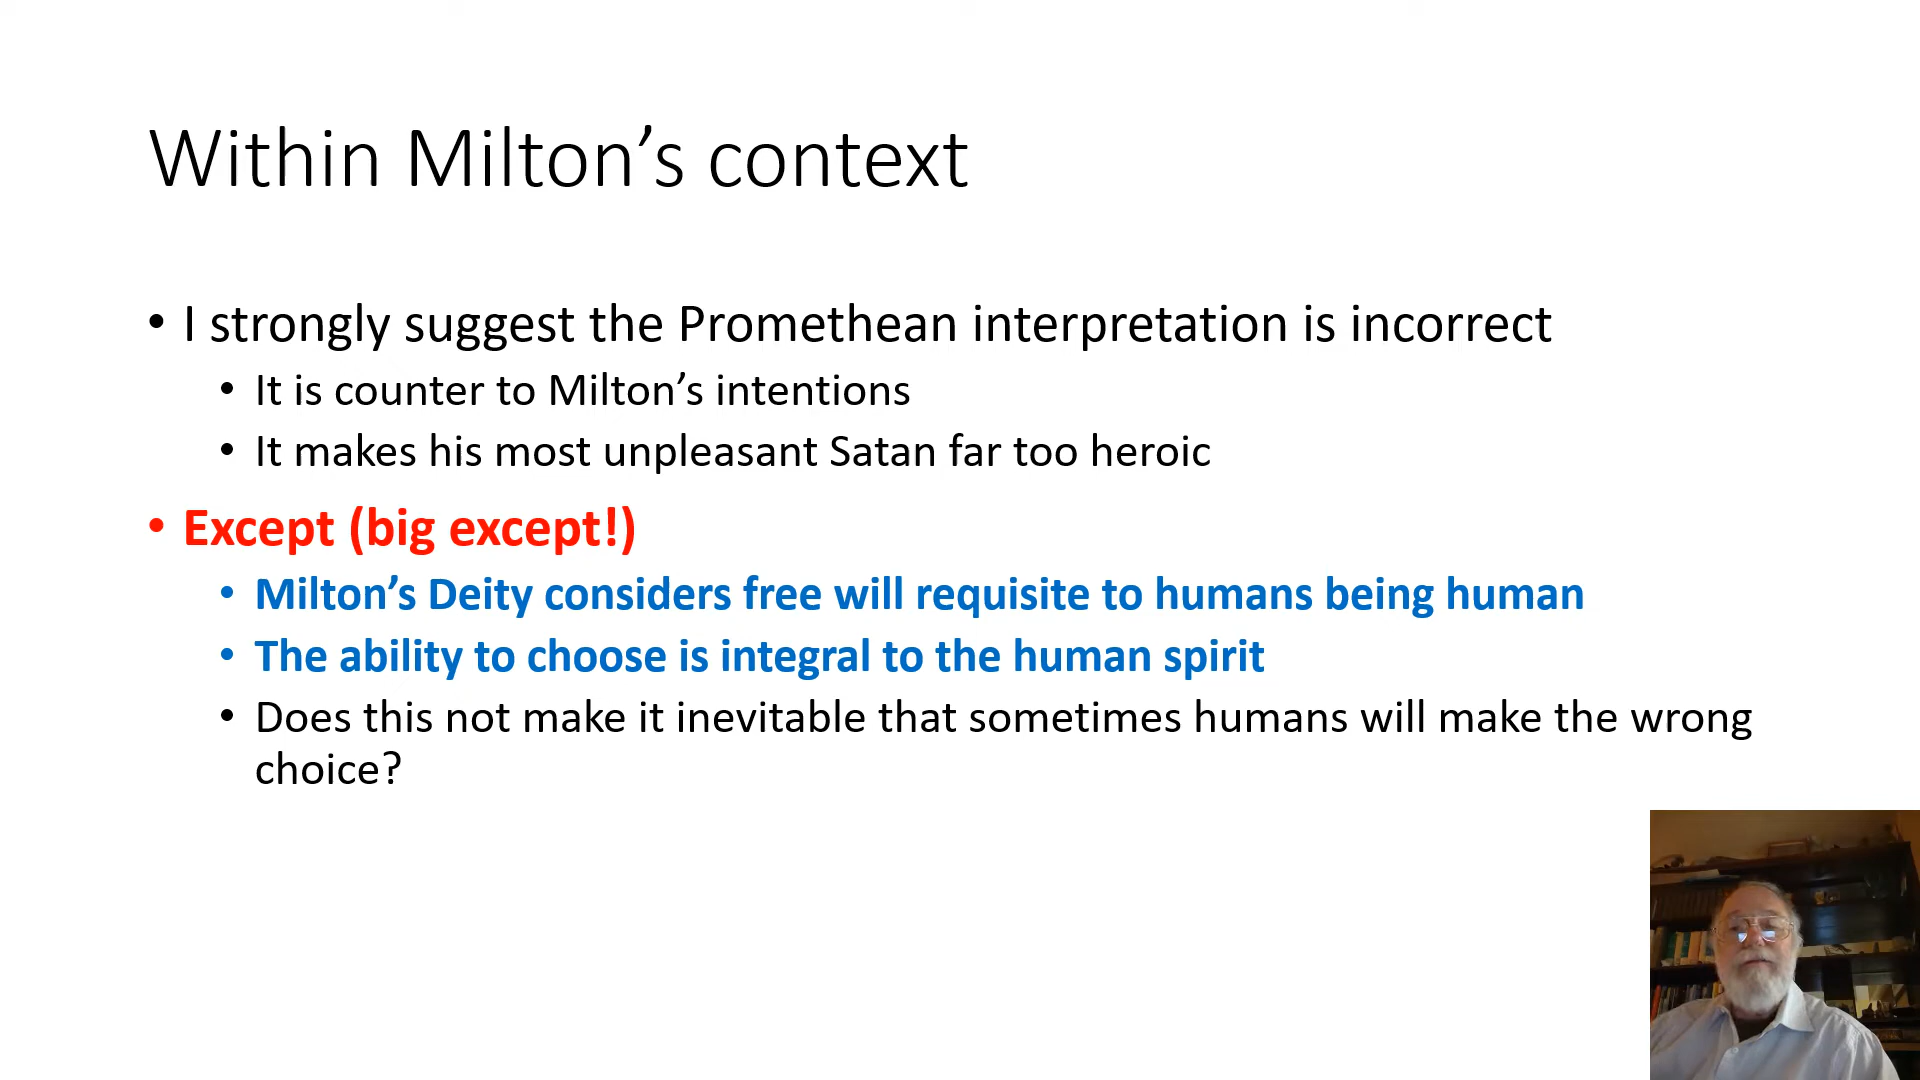 Within Milton’s context
• I strongly suggest the Promethean interpretation is incorrect
• It is counter to Milton’s intentions
• It makes his most unpleasant Satan far too heroic
• Except (big except!)
• Milton’s Deity considers free will requisite to humans being human
• The ability to choose is integral to the human spirit
• Does this not make it inevitable that sometimes humans will make the wrong
choice?